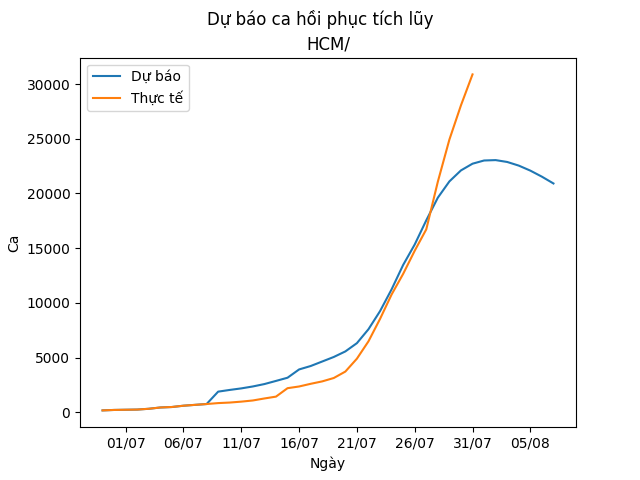 Dự báo ca hồi phục tích lũy
HCM/
Dự báo
Thực tế
30000
25000
20000
15000
10000
5000
0
Ca
01/07 06/07 11/07 16/07 21/07 26/07 31/07 05/08
Ngày